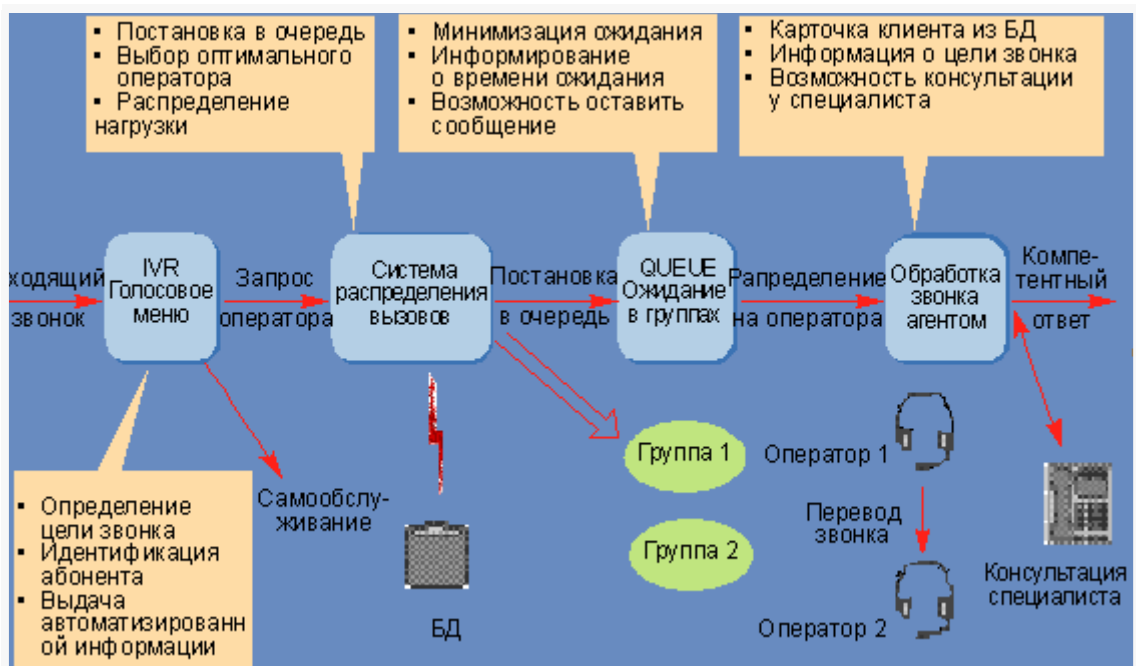 ▪ Постановка в очередь
▪ Выбор оптимального
оператора
▪ Распределение
нагрузки
▪ Минимизация ожидания
▪ Информирование
о времени ожидания
▪ Возможность оставить
сообщение
▪ Карточка клиента из БД
▪ Информация о цели звонка
▪ Возможность консультации
у специалиста
ходящий
звонок
IVR
Голосовое
меню
Запрос
оператора
Система
распределения
вызовов
Постановка
в очередь
QUEUE
Ожидание
в группах
Рапределение
на оператора
Обработка
звонка
агентом
Компе-
тентный
ответ
▪ Определение
цели звонка
▪ Идентификация
абонента
▪ Выдача
автоматизированн
ой информации
Самообслу-
живание
БД
Группа 1
Группа 2
Оператор 1
Перевод
звонка
Оператор 2
Консультация
специалиста